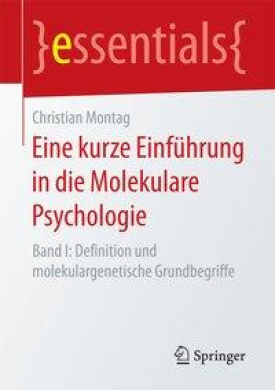 }essentials{
Christian Montag
Eine kurze Einführung
in die Molekulare
Psychologie
Band I: Definition und
molekulargenetische Grundbegriffe
Springer